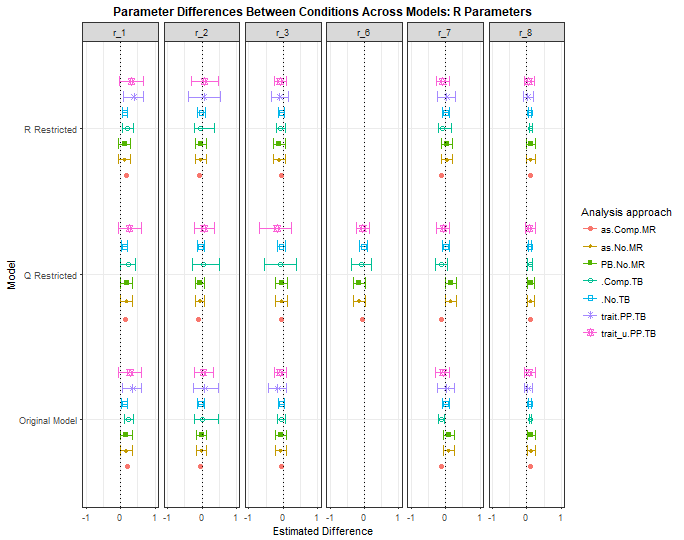 Parameter Differences Between Conditions Across Models: R Parameters
r_1 r_2 r_3 r_6 r_7 r_8
Model
R Restricted
Q Restricted
Original Model
-1 0 1 -1 0 1 -1 0 1 -1 0 1 -1 0 1 -1 0 1
Estimated Difference
Analysis approach
as.Comp.MR
as.No.MR
PB.No.MR
.Comp.TB
.No.TB
trait.PP.TB
trait_u.PP.TB